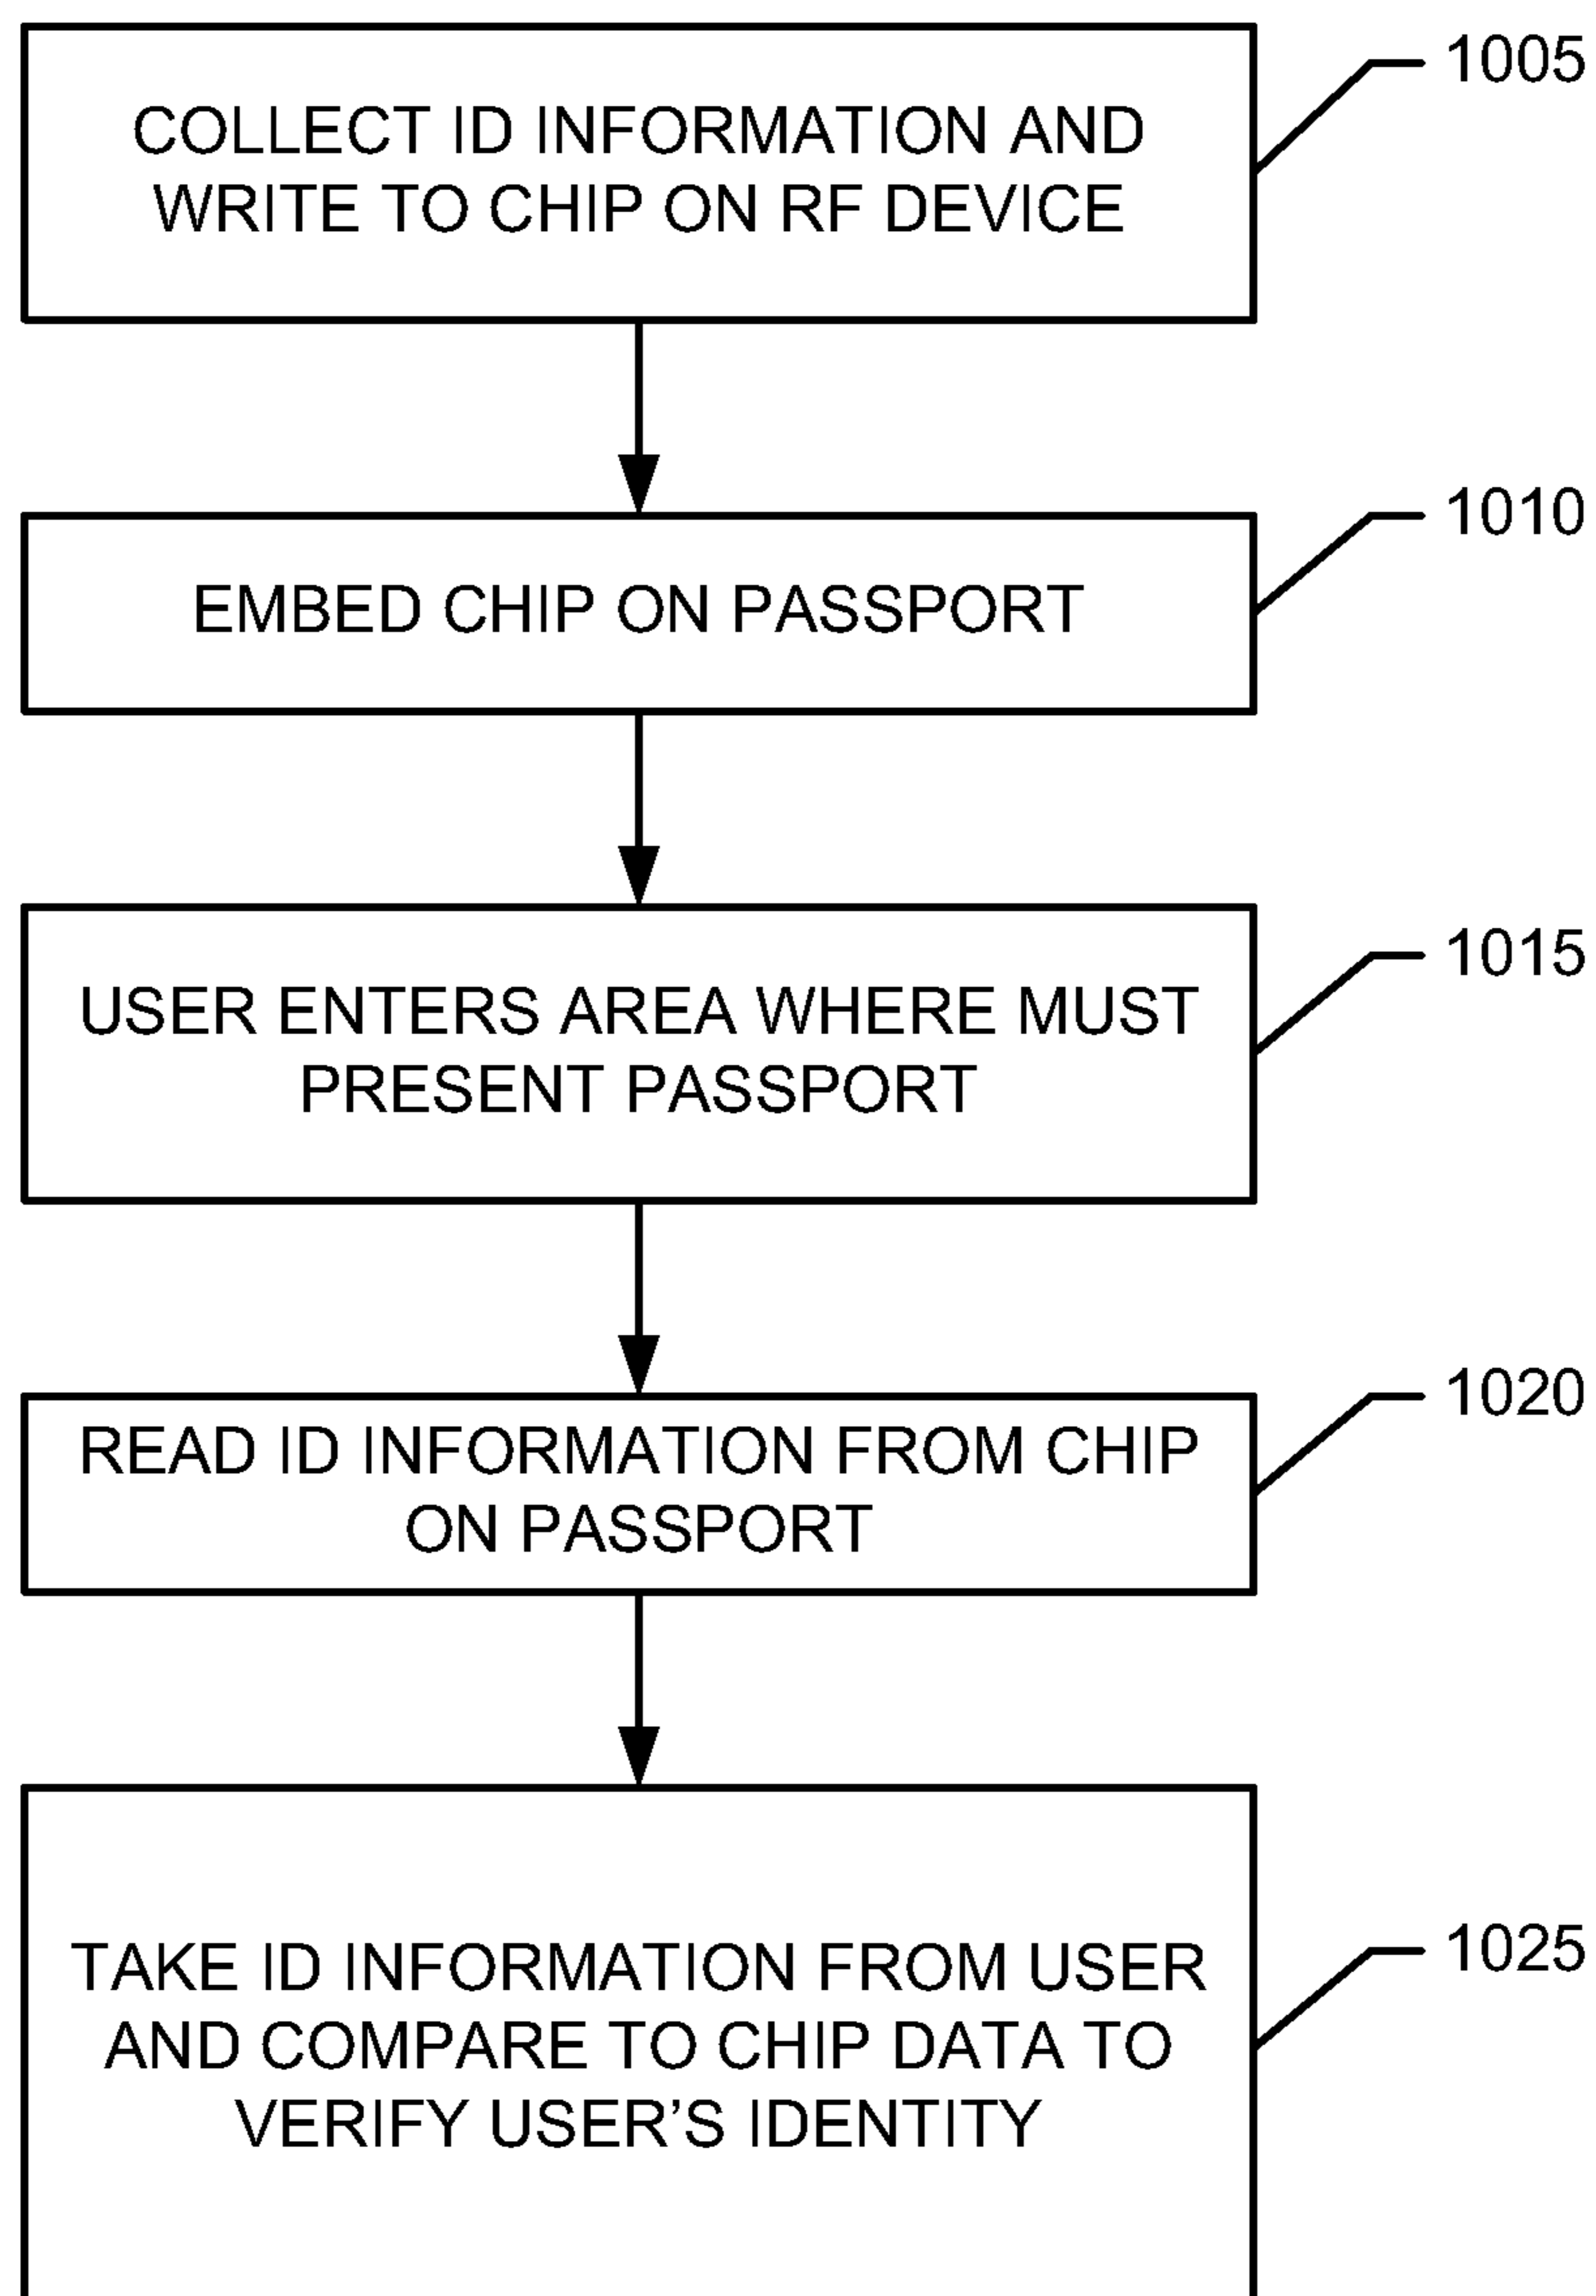 1005
COLLECT ID INFORMATION AND
WRITE TO CHIP ON RF DEVICE
1010
EMBED CHIP ON PASSPORT
1015
USER ENTERS AREA WHERE MUST
PRESENT PASSPORT
1020
READ ID INFORMATION FROM CHIP
ON PASSPORT
1025
TAKE ID INFORMATION FROM USER
AND COMPARE TO CHIP DATA TO
VERIFY USER’S IDENTITY